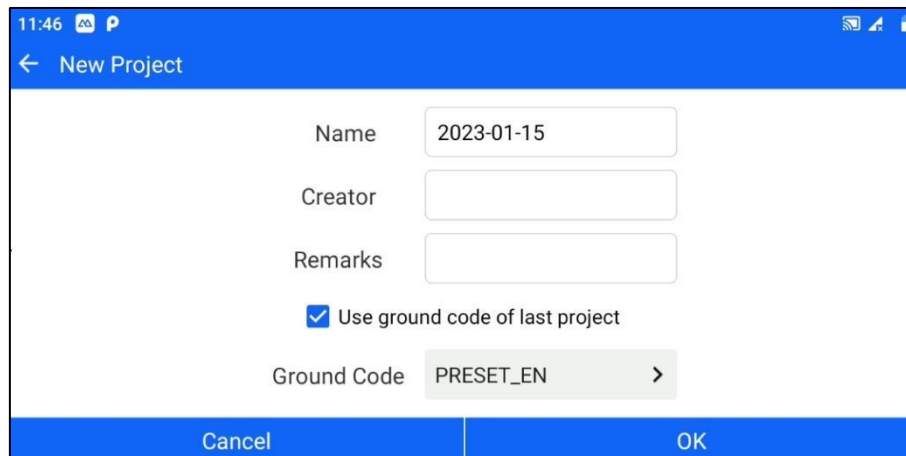 11:46
New Project
Name 2023-01-15
Creator
Remarks
Use ground code of last project
Ground Code PRESET_EN
Cancel OK